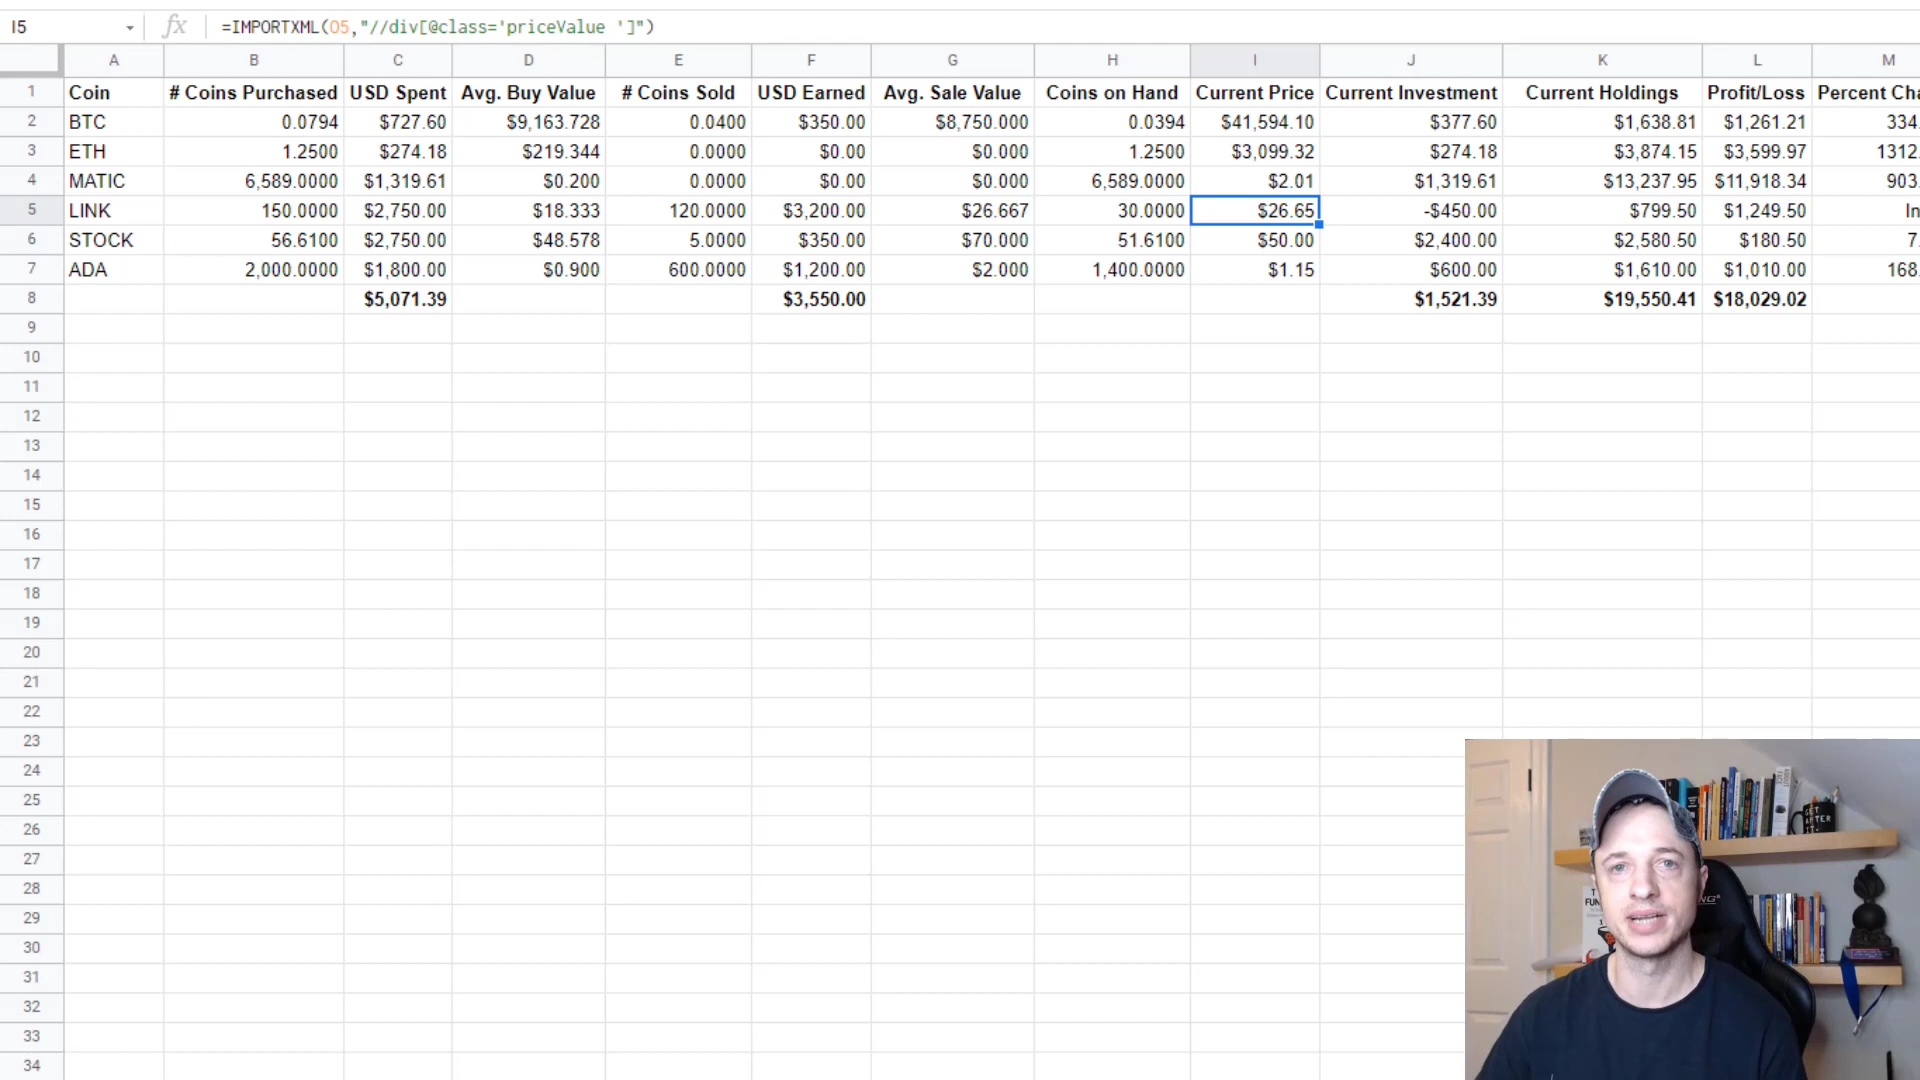 I5 fx =IMPORTXML(O5,"//div[@class='priceValue ']")
A B C D E F G H I J K L M
1 Coin # Coins Purchased USD Spent Avg. Buy Value # Coins Sold USD Earned Avg. Sale Value Coins on Hand Current Price Current Investment Current Holdings Profit/Loss Percent Cha
2 BTC 0.0794 $727.60 $9,163.728 0.0400 $350.00 $8,750.000 0.0394 $41,594.10 $377.60 $1,638.81 $1,261.21 334.
3 ETH 1.2500 $274.18 $219.344 0.0000 $0.00 $0.000 1.2500 $3,099.32 $274.18 $3,874.15 $3,599.97 1312.
4 MATIC 6,589.0000 $1,319.61 $0.200 0.0000 $0.00 $0.000 6,589.0000 $2.01 $1,319.61 $13,237.95 $11,918.34 903.
5 LINK 150.0000 $2,750.00 $18.333 120.0000 $3,200.00 $26.667 30.0000 $26.65 -$450.00 $799.50 $1,249.50 In
6 STOCK 56.6100 $2,750.00 $48.578 5.0000 $350.00 $70.000 51.6100 $50.00 $2,400.00 $2,580.50 $180.50 7.
7 ADA 2,000.0000 $1,800.00 $0.900 600.0000 $1,200.00 $2.000 1,400.0000 $1.15 $600.00 $1,610.00 $1,010.00 168.
8 $5,071.39 $3,550.00 $1,521.39 $19,550.41 $18,029.02
9
10
11
12
13
14
15
16
17
18
19
20
21
22
23
24
25
26
27
28
29
30
31
32
33
34
GET
AFTER
IT.